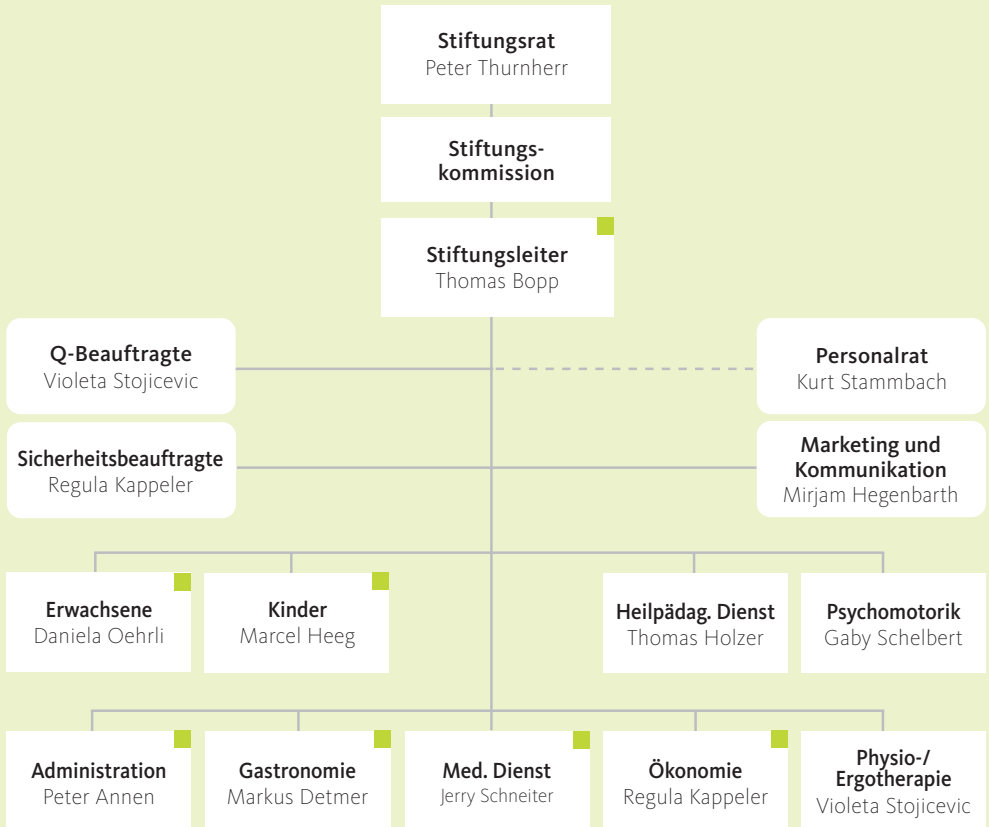 Stiftungsrat
Peter Thurnherr
Stiftungs-
kommission
Stiftungsleiter
Thomas Bopp
Q-Beauftragte
Violeta Stojicevic
Personalrat
Kurt Stammbach
Sicherheitsbeauftragte
Regula Kappeler
Marketing und
Kommunikation
Mirjam Hegenbarth
Erwachsene
Daniela Oehrli
Kinder
Marcel Heeg
Heilpädag. Dienst
Thomas Holzer
Psychomotorik
Gaby Schelbert
Administration
Peter Annen
Gastronomie
Markus Detmer
Med. Dienst
Jerry Schneiter
Ökonomie
Regula Kappeler
Physio-/
Ergotherapie
Violeta Stojicevic